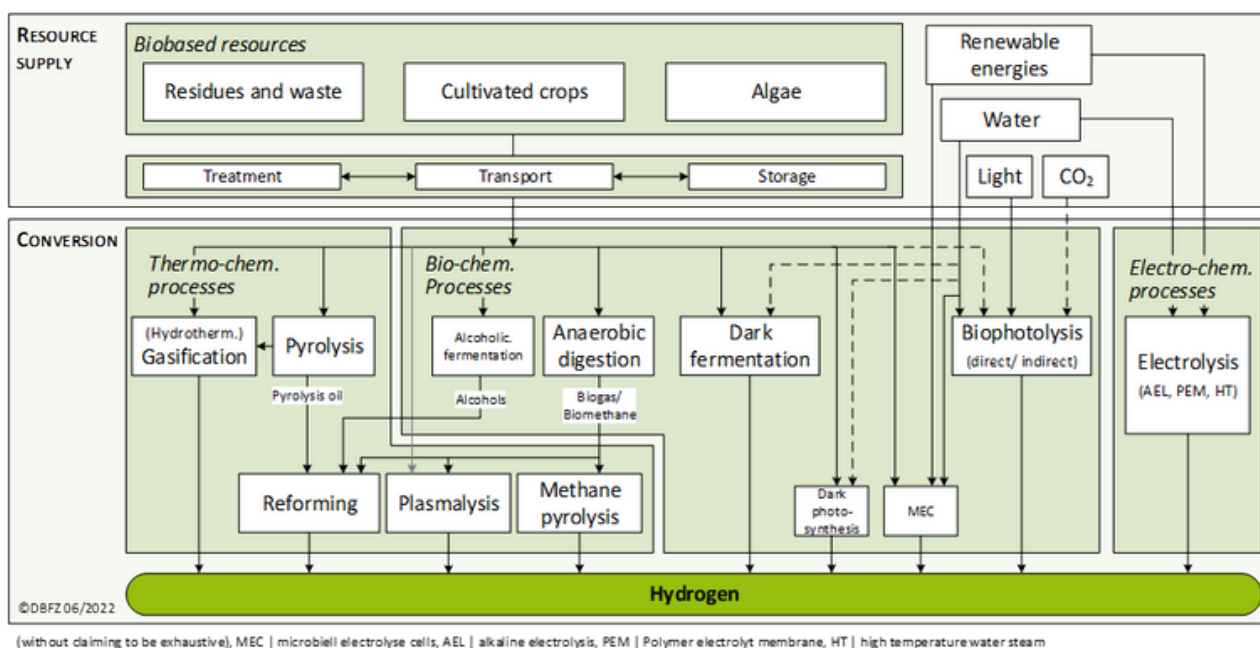 RESOURCE
SUPPLY
Biobased resources
Residues and waste
Cultivated crops
Algae
Renewable
energies
Water
Light
CO₂
Treatment
Transport
Storage
CONVERSION
Thermo-chem.
processes
Bio-chem.
Processes
Electro-chem.
processes
(Hydrotherm.)
Gasification
Pyrolysis
Alcoholic.
fermentation
Anaerobic
digestion
Dark
fermentation
Biophotolysis
(direct/ indirect)
Electrolysis
(AEL, PEM, HT)
Pyrolysis oil
Alcohols
Biogas/
Biomethane
Reforming
Plasmalysis
Methane
pyrolysis
Dark
photo-
synthesis
MEC
Hydrogen
©DBFZ 06/2022
(without claiming to be exhaustive), MEC | microbiell electrolyse cells, AEL | alkaline electrolysis, PEM | Polymer electrolyt membrane, HT | high temperature water steam